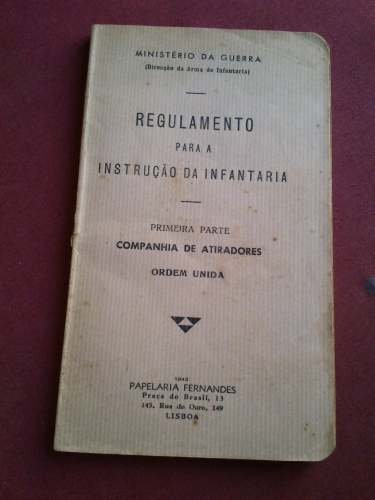 MINISTÉRIO DA GUERRA
(Direcção da Arma de Infantaria)
REGULAMENTO
PARA A
INSTRUÇÃO DA INFANTARIA
PRIMEIRA PARTE
COMPANHIA DE ATIRADORES
ORDEM UNIDA
PAPELARIA FERNANDES
Praça do Brasil, 13
145, Rua do Ouro, 149
LISBOA